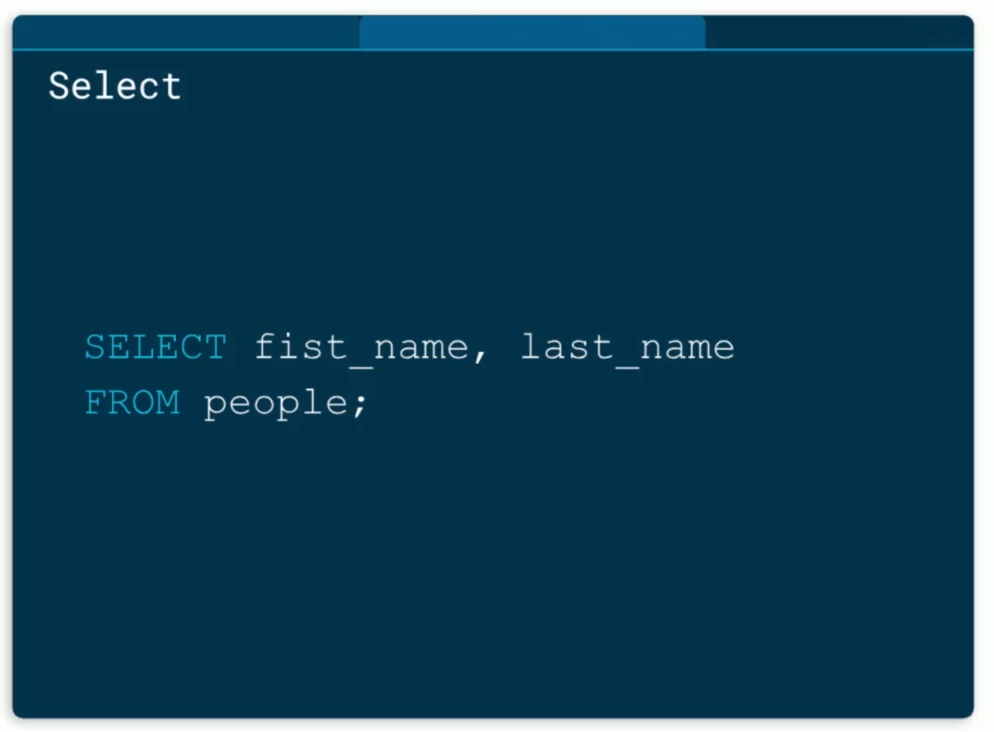 Select
SELECT fist_name, last_name
FROM people;